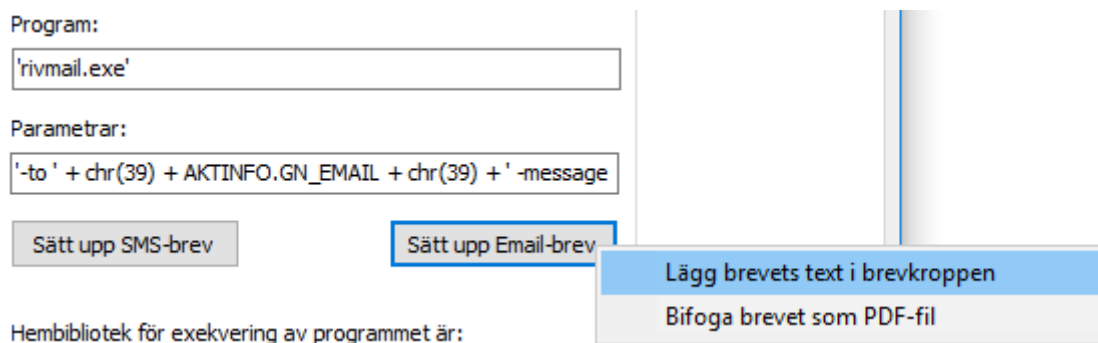 Program:
'rivmail.exe'
Parametrar:
'-to ' + chr(39) + AKTINFO.GN_EMAIL + chr(39) + ' -message
Sätt upp SMS-brev Sätt upp Email-brev
Lägg brevets text i brevkroppen
Bifoga brevet som PDF-fil
Hembibliotek för exekvering av programmet är: